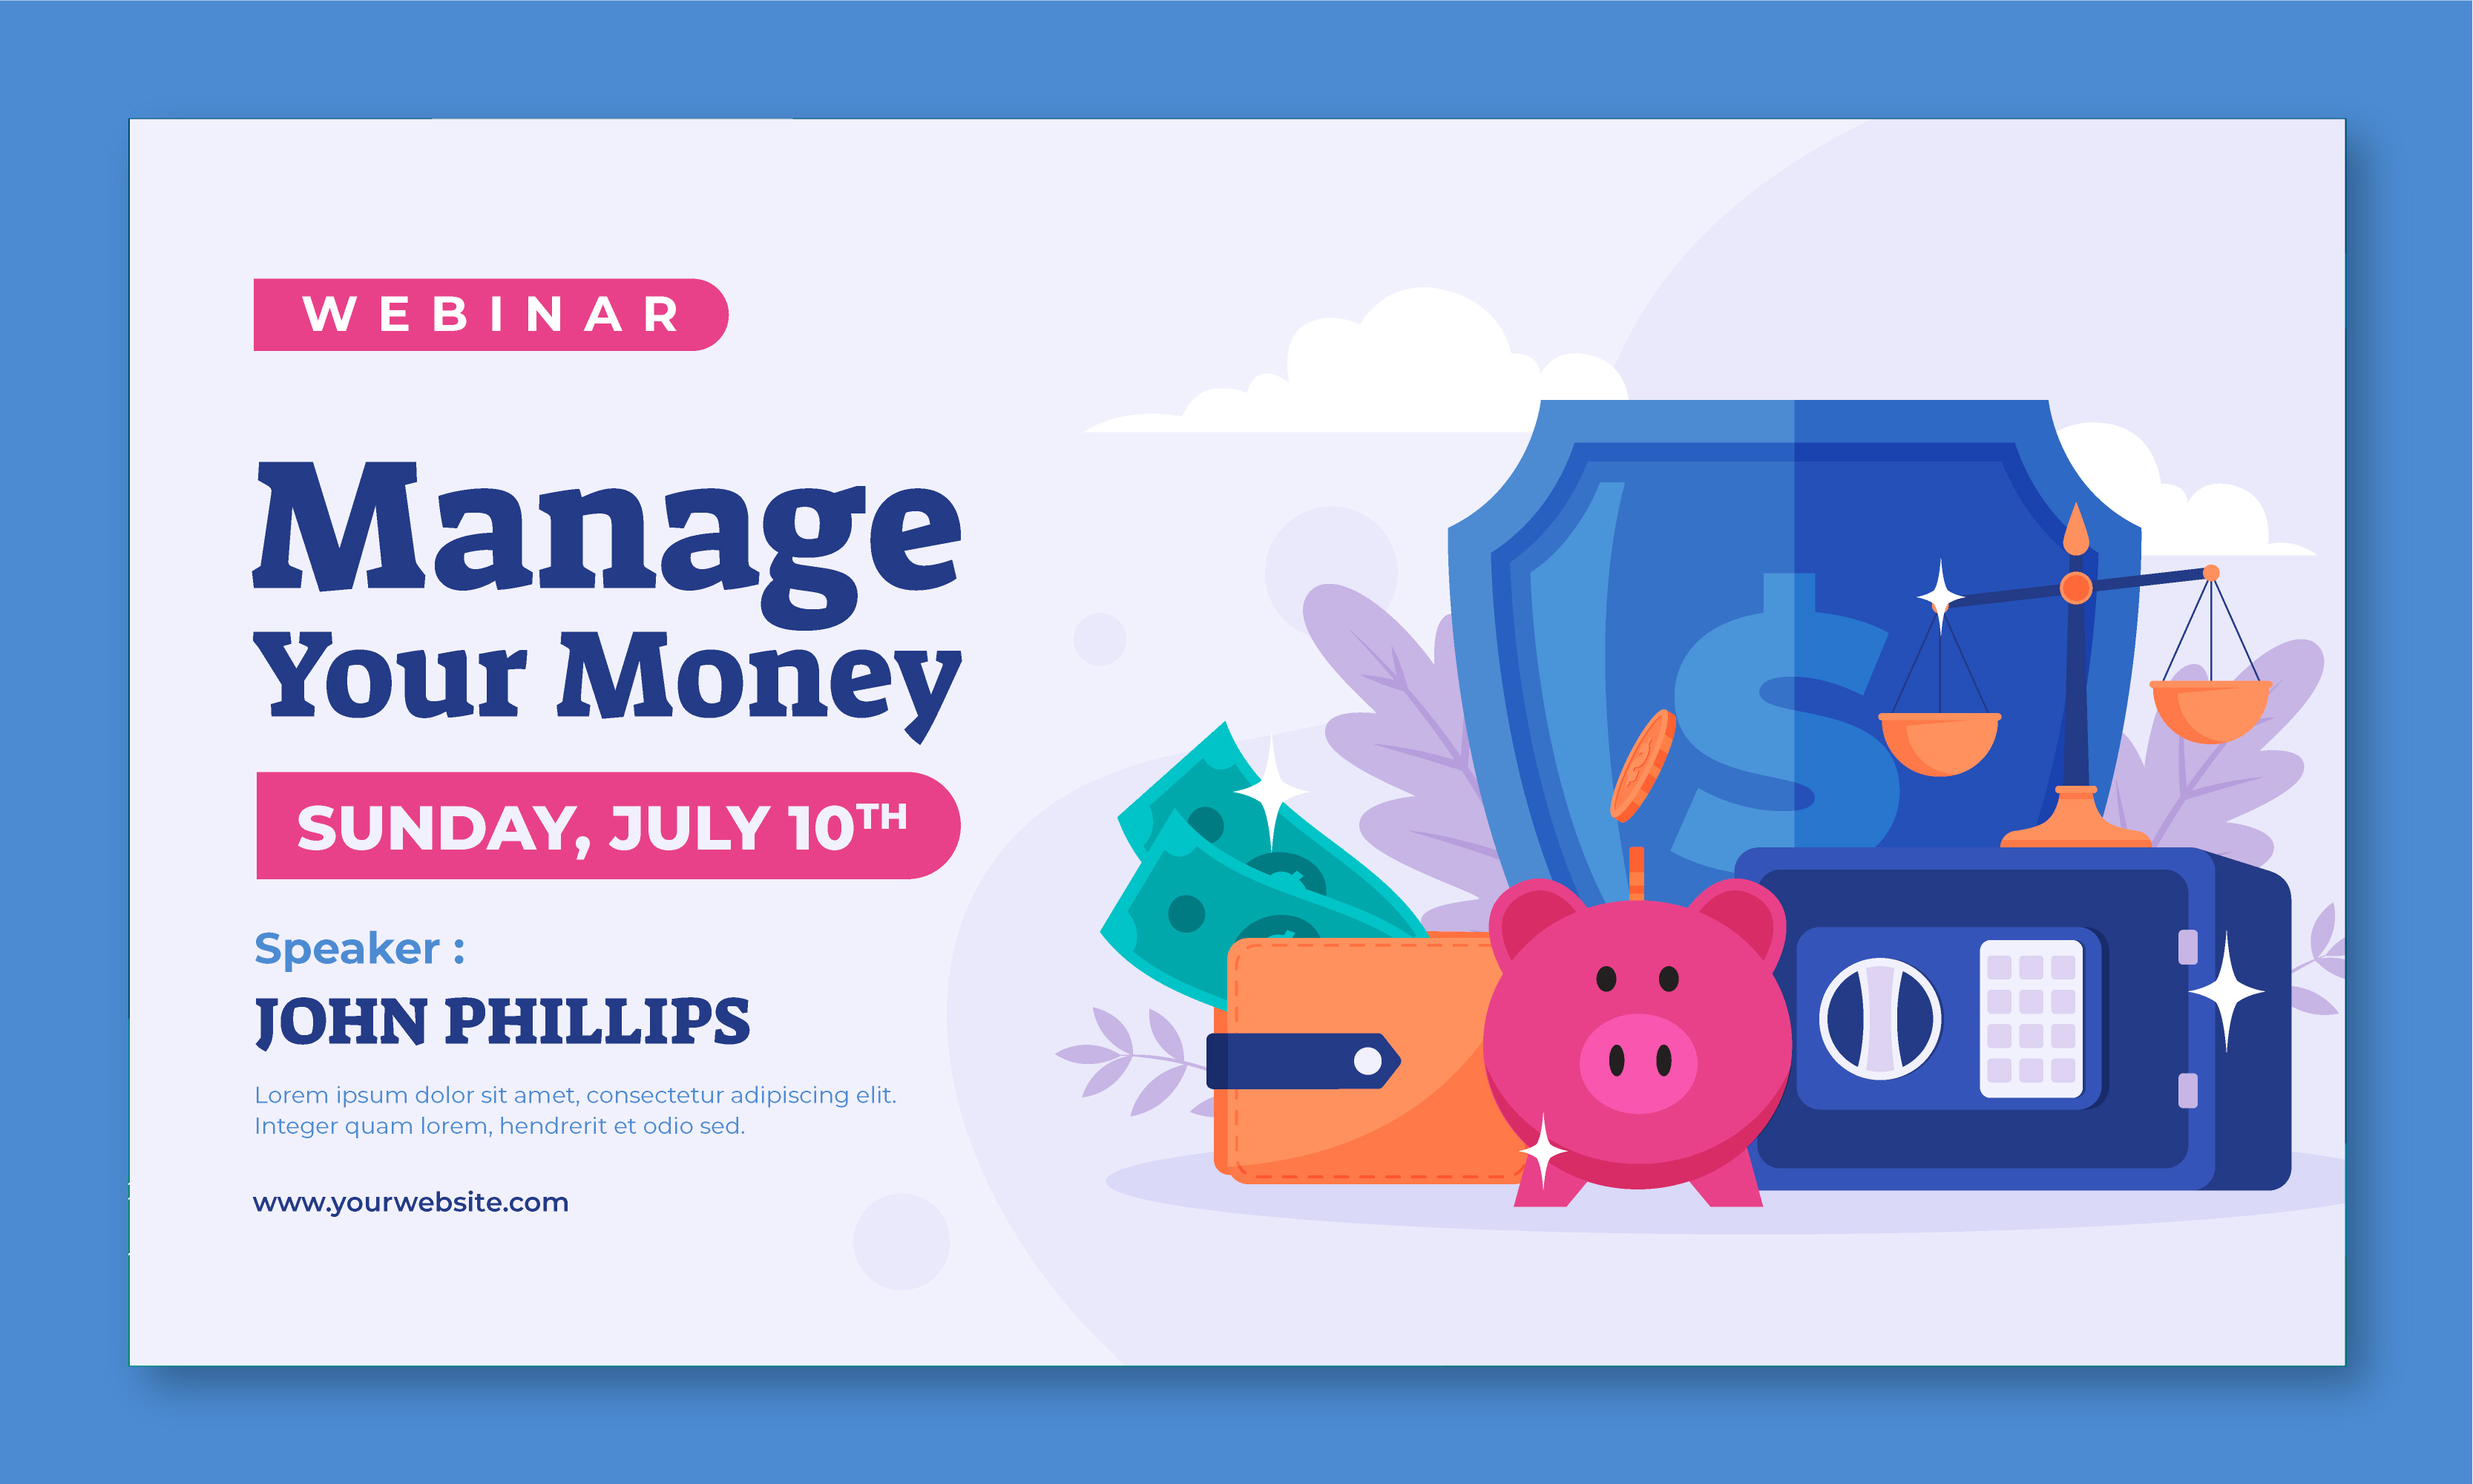 WEBINAR
Manage
Your Money
SUNDAY, JULY 10TH
Speaker :
JOHN PHILLIPS
Lorem ipsum dolor sit amet, consectetur adipiscing elit.
Integer quam lorem, hendrerit et odio sed.
www.yourwebsite.com
$